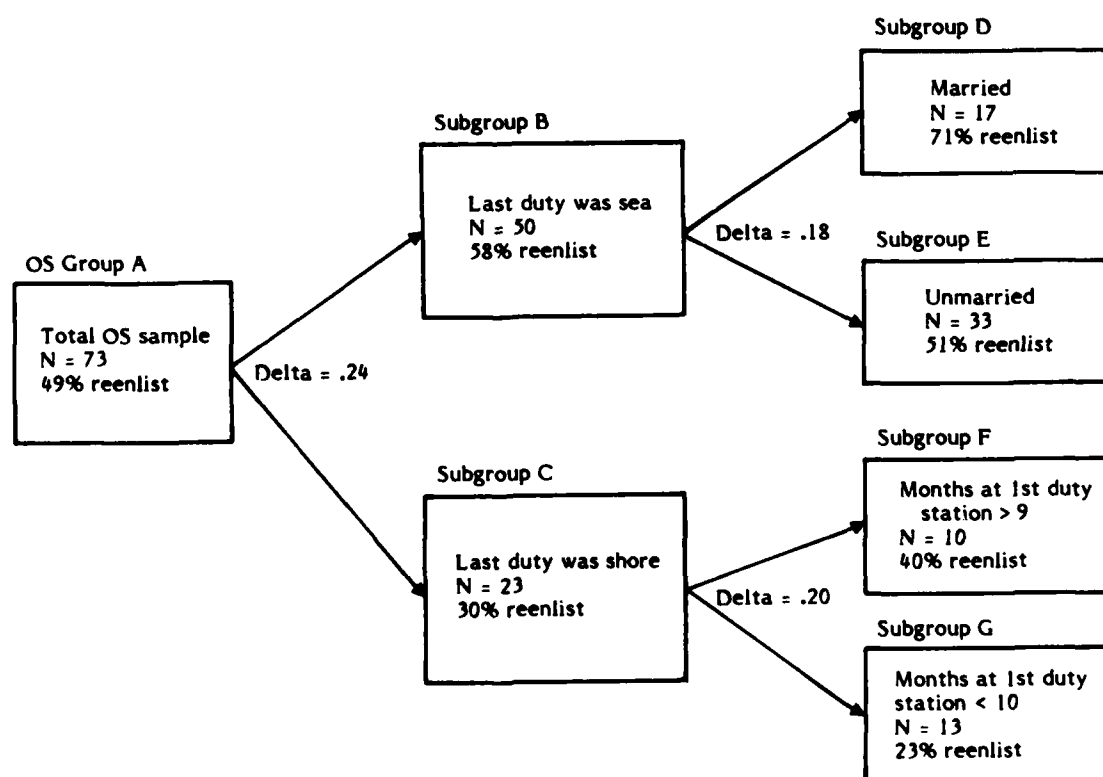 OS Group A
Total OS sample
N = 73
49% reenlist
Delta = .24
Subgroup B
Last duty was sea
N = 50
58% reenlist
Delta = .18
Subgroup C
Last duty was shore
N = 23
30% reenlist
Delta = .20
Subgroup D
Married
N = 17
71% reenlist
Subgroup E
Unmarried
N = 33
51% reenlist
Subgroup F
Months at 1st duty
station > 9
N = 10
40% reenlist
Subgroup G
Months at 1st duty
station < 10
N = 13
23% reenlist